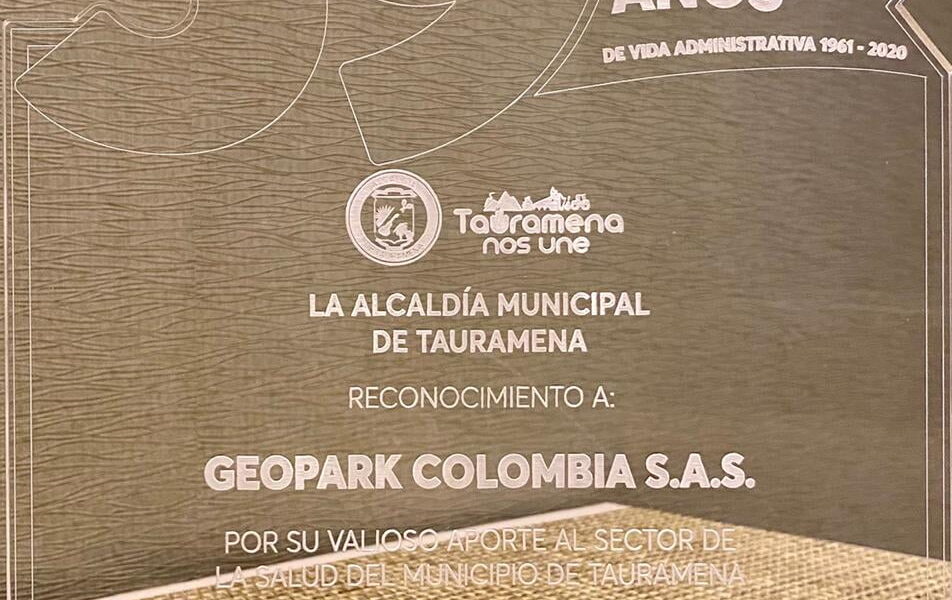 AÑOS
DE VIDA ADMINISTRATIVA 1961 - 2020
Tauramena
nos une
LA ALCALDÍA MUNICIPAL
DE TAURAMENA
RECONOCIMIENTO A:
GEOPARK COLOMBIA S.A.S.
POR SU VALIOSO APORTE AL SECTOR DE
LA SALUD DEL MUNICIPIO DE TAURAMENA